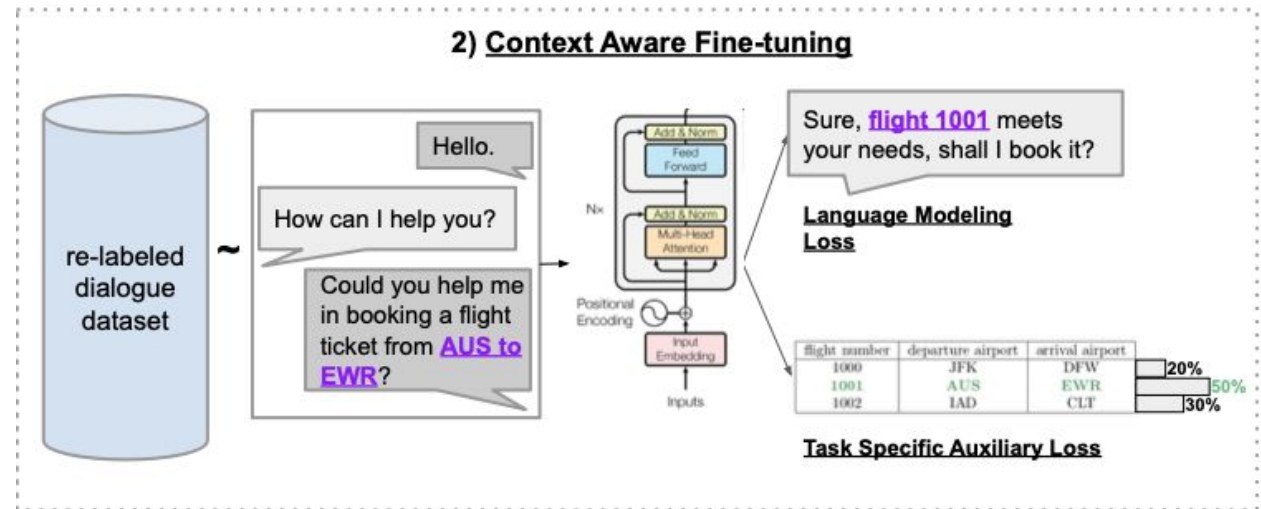 2) Context Aware Fine-tuning
re-labeled
dialogue
dataset
~
Hello.
How can I help you?
Could you help me
in booking a flight
ticket from AUS to
EWR?
Add & Norm
Feed
Forward
Nx
Add & Norm
Multi-Head
Attention
Positional
Encoding
Input
Embedding
Inputs
Sure, flight 1001 meets
your needs, shall I book it?
Language Modeling
Loss
flight number departure airport arrival airport
1000 JFK DFW 20%
1001 AUS EWR 50%
1002 IAD CLT 30%
Task Specific Auxiliary Loss